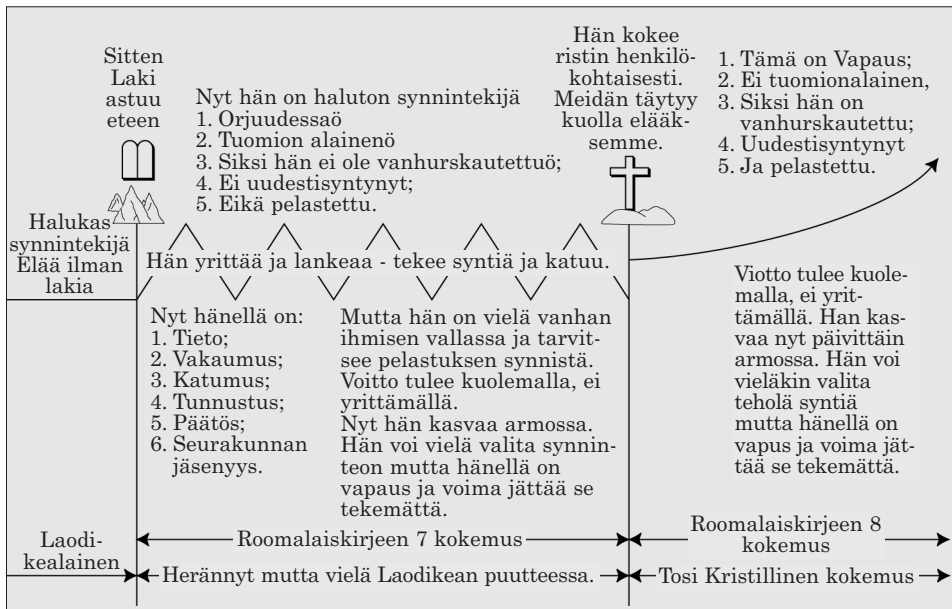 Sitten
Laki
astuu
eteen
Nyt hän on haluton synnintekijä
1. Orjuudessaö
2. Tuomion alainenö
3. Siksi hän ei ole vanhurskautettuö;
4. Ei uudestisyntynyt;
5. Eikä pelastettu.
Hän kokee
ristin henkilö-
kohtaisesti.
Meidän täytyy
kuolla elääk-
semme.
1. Tämä on Vapaus;
2. Ei tuomionalainen,
3. Siksi hän on
vanhurskautettu;
4. Uudestisyntynyt
5. Ja pelastettu.
Halukas
synnintekijä
Elää ilman
lakia
Hän yrittää ja lankeaa - tekee syntiä ja katuu.
Nyt hänellä on:
1. Tieto;
2. Vakaumus;
3. Katumus;
4. Tunnustus;
5. Päätös;
6. Seurakunnan
jäsenyys.
Mutta hän on vielä vanhan
ihmisen vallassa ja tarvit-
see pelastuksen synnistä.
Voitto tulee kuolemalla, ei
yrittämällä.
Nyt hän kasvaa armossa.
Hän voi vielä valita synnin-
teon mutta hänellä on
vapaus ja voima jättää se
tekemättä.
Viotto tulee kuole-
malla, ei yrit-
tämällä. Han kas-
vaa nyt päivittäin
armossa. Hän voi
vieläkin valita
teholä syntiä
mutta hänellä on
vapus ja voima jät-
tää se tekemättä.
Laodi-
kealainen
Roomalaiskirjeen 7 kokemus
Roomalaiskirjeen 8
kokemus
Herännyt mutta vielä Laodikean puutteessa.
Tosi Kristillinen kokemus